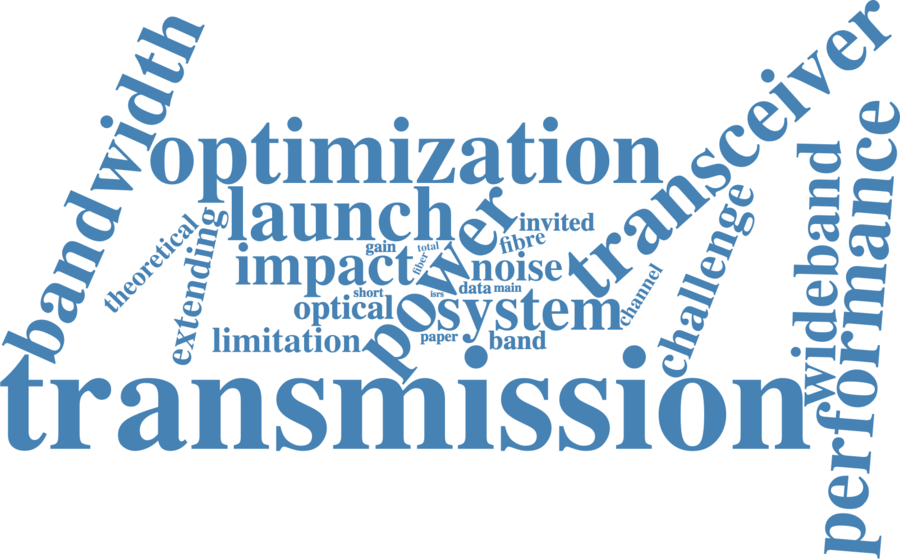 bandwidth
transceiver
optimization
performance
wideband
launch
power
invited
theoretical
extending
challenge
fibre
gain
total
fiber
impact
noise
channel
short
data
main
isrs
optical
system
limitation
paper
band
transmission